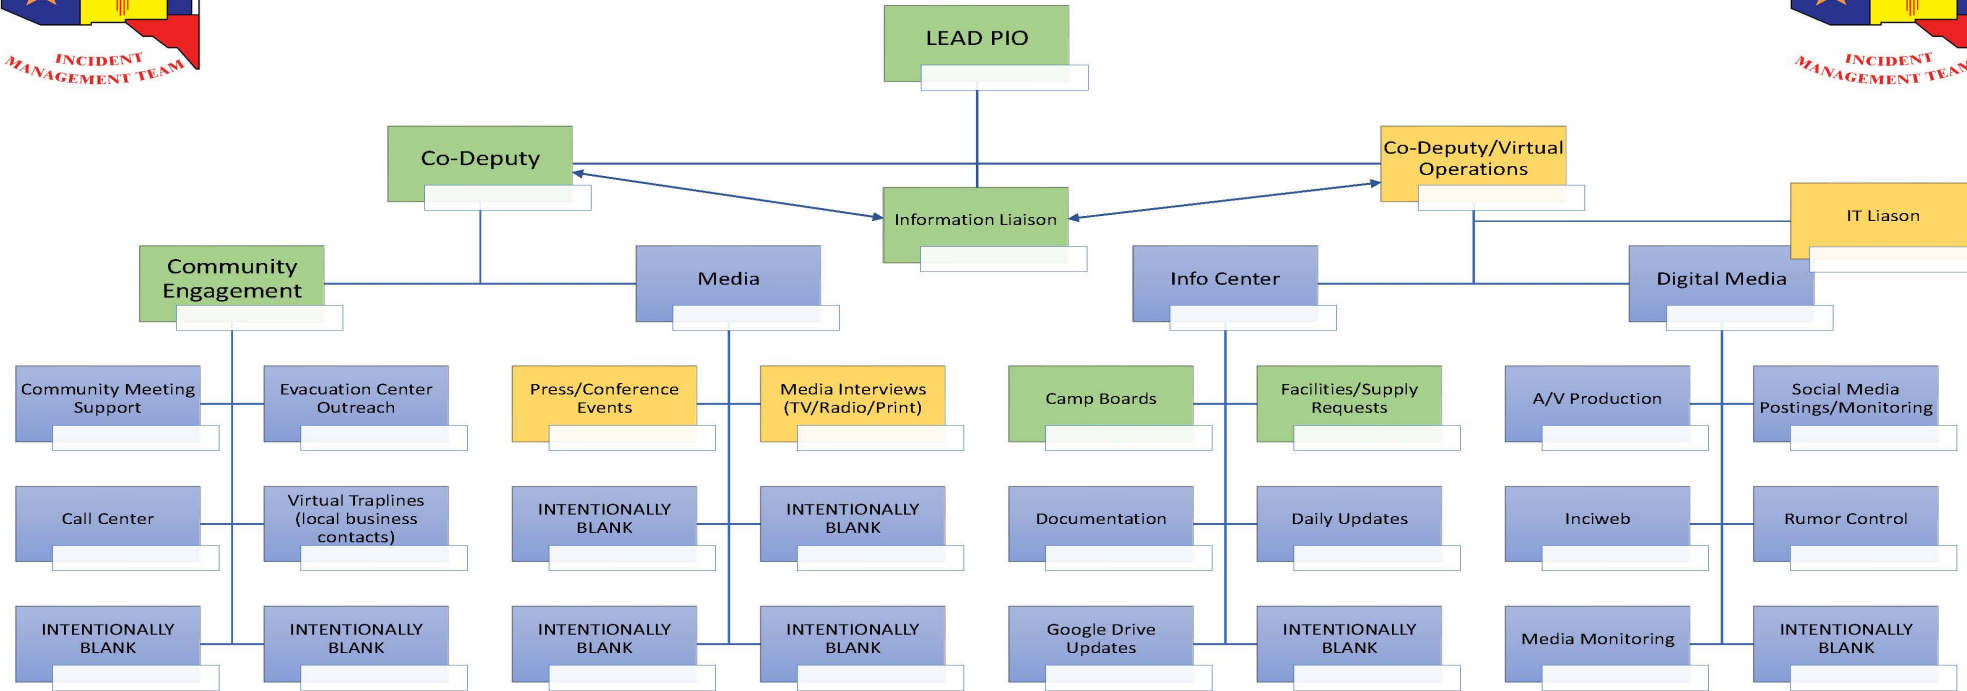 INCIDENT
MANAGEMENT TEAM
LEAD PIO
INCIDENT
MANAGEMENT TEAM
Co-Deputy
Co-Deputy/Virtual
Operations
Information Liaison
IT Liason
Community
Engagement
Media
Info Center
Digital Media
Community Meeting
Support
Evacuation Center
Outreach
Press/Conference
Events
Media Interviews
(TV/Radio/Print)
Camp Boards
Facilities/Supply
Requests
A/V Production
Social Media
Postings/Monitoring
Call Center
Virtual Traplines
(local business
contacts)
INTENTIONALLY
BLANK
INTENTIONALLY
BLANK
Documentation
Daily Updates
Inciweb
Rumor Control
INTENTIONALLY
BLANK
INTENTIONALLY
BLANK
INTENTIONALLY
BLANK
INTENTIONALLY
BLANK
Google Drive
Updates
INTENTIONALLY
BLANK
Media Monitoring
INTENTIONALLY
BLANK